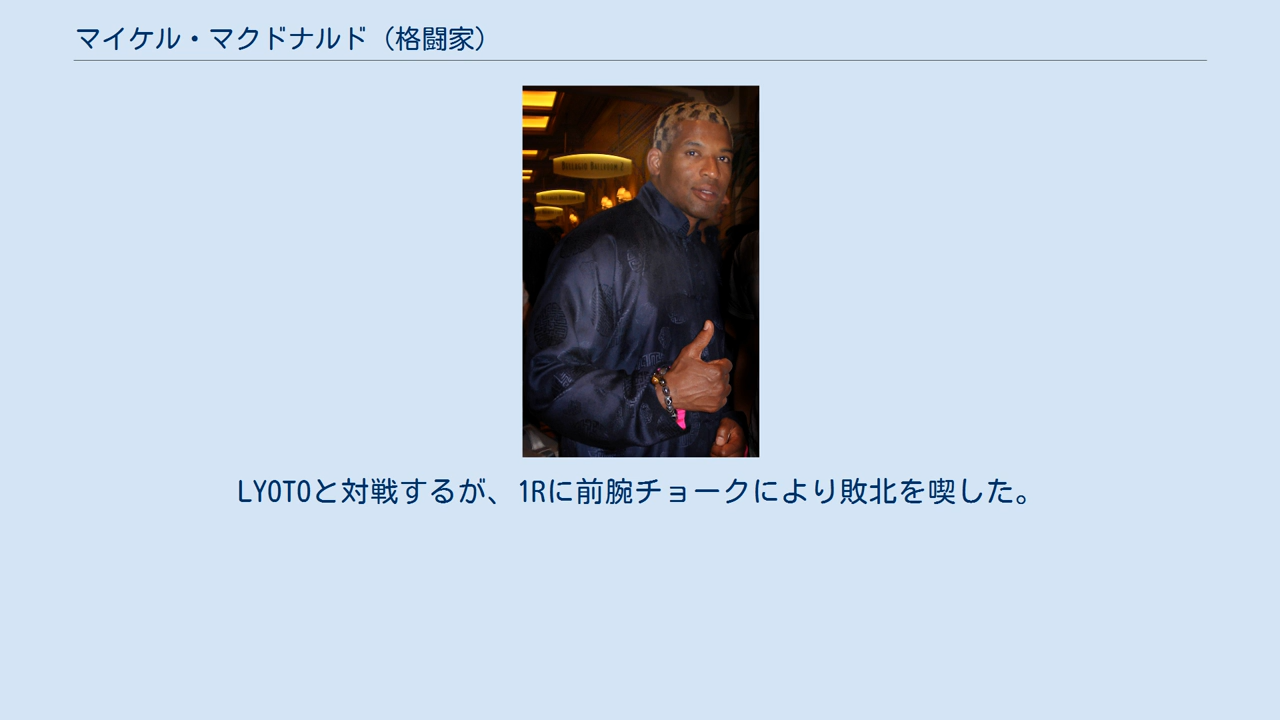 マイケル・マクドナルド（格闘家）
LYOTOと対戦するが、1Rに前腕チョークにより敗北を喫した。